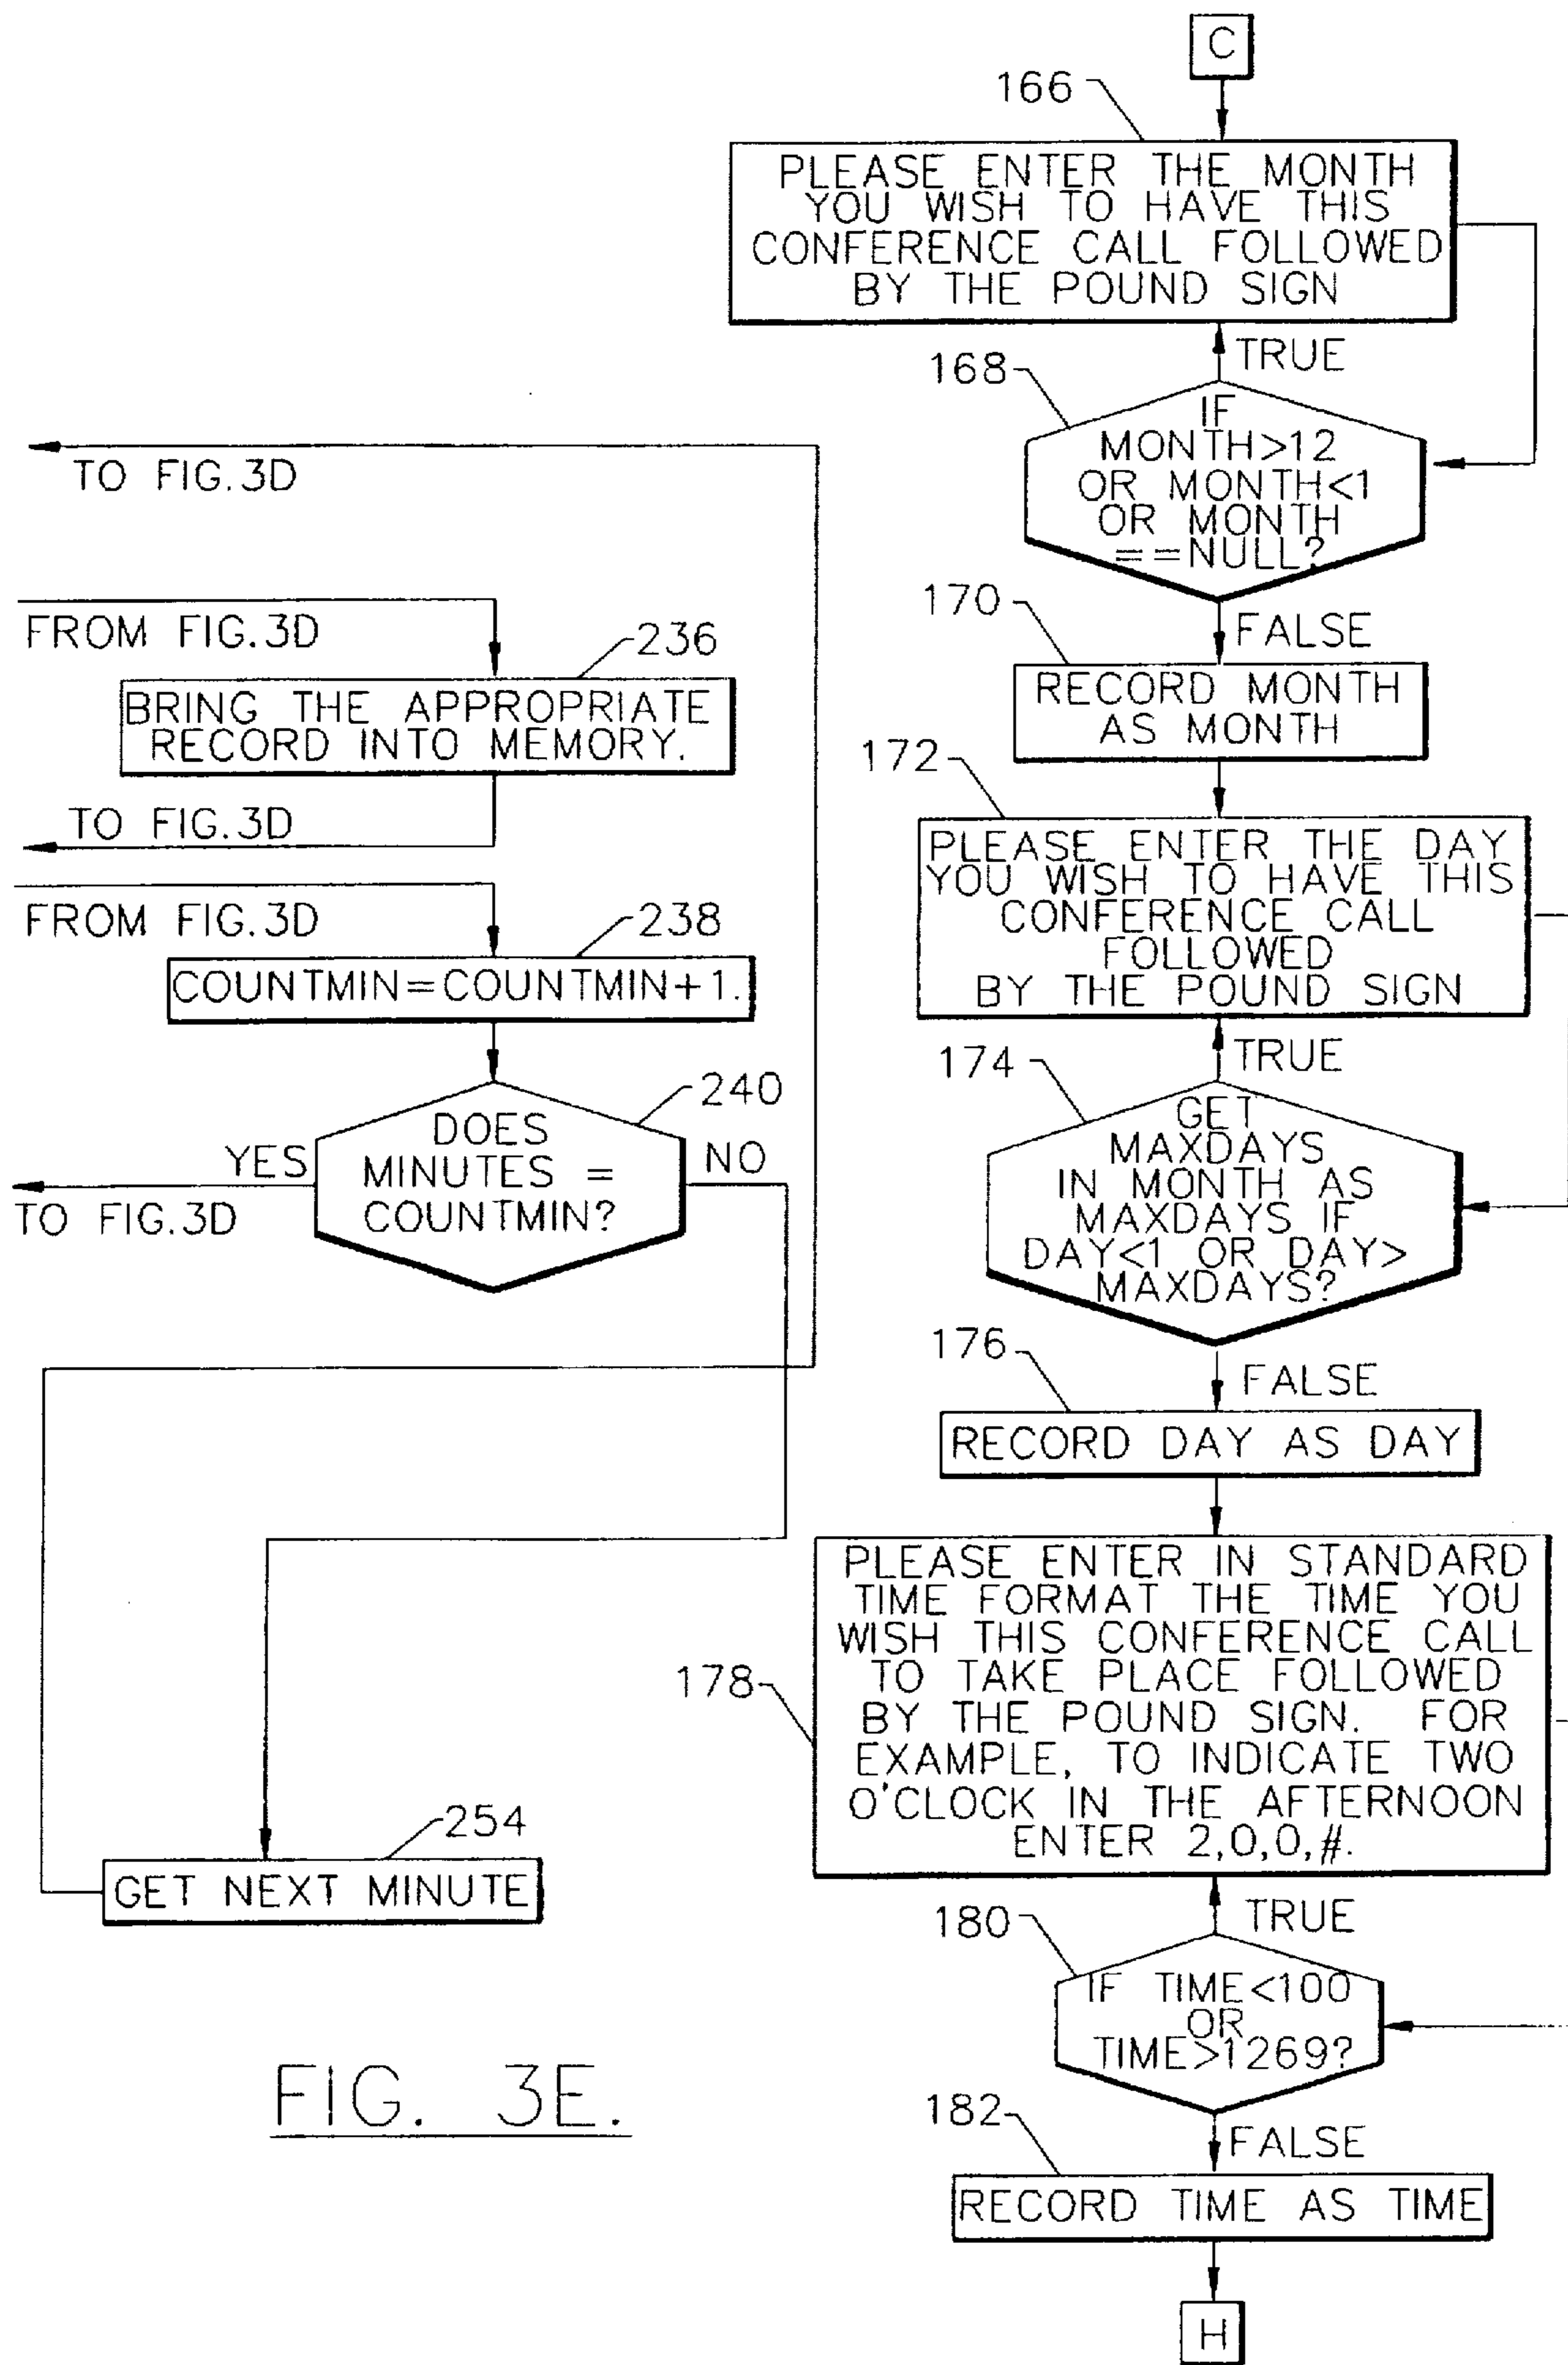 C
166
PLEASE ENTER THE MONTH
YOU WISH TO HAVE THIS
CONFERENCE CALL FOLLOWED
BY THE POUND SIGN
TRUE
168
IF
MONTH>12
OR MONTH<1
OR MONTH
==NULL?
FALSE
170
RECORD MONTH
AS MONTH
172
PLEASE ENTER THE DAY
YOU WISH TO HAVE THIS
CONFERENCE CALL
FOLLOWED
BY THE POUND SIGN
TRUE
174
GET
MAXDAYS
IN MONTH AS
MAXDAYS IF
DAY<1 OR DAY>
MAXDAYS?
FALSE
176
RECORD DAY AS DAY
PLEASE ENTER IN STANDARD
TIME FORMAT THE TIME YOU
WISH THIS CONFERENCE CALL
TO TAKE PLACE FOLLOWED
BY THE POUND SIGN. FOR
EXAMPLE, TO INDICATE TWO
O'CLOCK IN THE AFTERNOON
ENTER 2,0,0,#.
178
TRUE
180
IF TIME<100
OR
TIME>1269?
FALSE
182
RECORD TIME AS TIME
H
TO FIG.3D
FROM FIG.3D
236
BRING THE APPROPRIATE
RECORD INTO MEMORY.
TO FIG.3D
FROM FIG.3D
238
COUNTMIN=COUNTMIN+1.
240
DOES
MINUTES =
COUNTMIN?
YES
NO
TO FIG.3D
254
GET NEXT MINUTE
FIG. 3E.